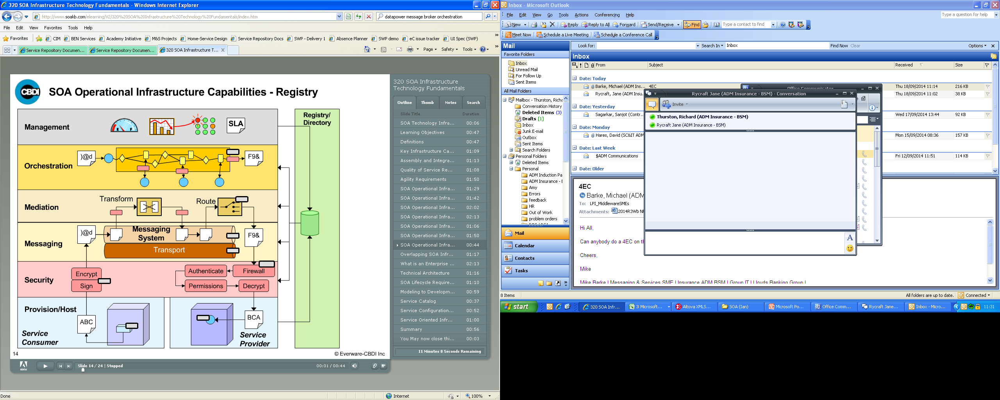 320 SOA Infrastructure Technology Fundamentals - Windows Internet Explorer
http://www.soakb.com/elearning/V2/320%20SOA%20Infrastructure%20Technology%20Fundamentals/index.htm
datapower message broker orchestration
File Edit View Favorites Tools Help
Favorites CIM BEN Services Academy Initiative M&S Projects Home-Service Design Service Repository Docs SWP - Delivery 1 Absence Planner SWP demo eC issue tracker UI Spec (SWP)
Service Repository Documen... Service Repository Documen... 320 SOA Infrastructure T... Page Safety Tools
CBDI
SOA Operational Infrastructure Capabilities - Registry
Management
SLA
E F
Registry/
Directory
Orchestration
)@d
F9&
Mediation
Transform
Route
Messaging
)@d
Messaging
System
F9&
Transport
Security
Encrypt
Sign
Authenticate
Firewall
Permissions
Decrypt
Provision/Host
ABC
BCA
Service
Consumer
Service
Provider
14
© Everware-CBDI Inc
320 SOA Infrastructure
Technology Fundamentals
Outline Thumb Notes Search
Slide Title Duration
SOA Technology Infra... 00:06
Learning Objectives 00:47
Definitions 00:47
Key Infrastructure Ca... 01:09
Assembly and Integra... 01:13
Quality of Service Re... 01:08
Agility Requirements 01:50
SOA Operational Infra... 01:29
SOA Operational Infra... 01:42
SOA Operational Infra... 02:02
SOA Operational Infra... 02:13
SOA Operational Infra... 01:06
SOA Operational Infra... 01:50
SOA Operational Infra... 00:44
Overlapping SOA Infr... 01:17
What is an Enterprise ... 02:13
Technical Architecture 01:16
SOA Lifecycle Require... 01:10
Modeling to Developm... 00:59
Service Catalog 00:37
Service Configuration... 00:52
Service Oriented Infr... 01:00
Summary 00:56
You May now close thi... 00:03
11 Minutes 8 Seconds Remaining
Adobe
Slide 14 / 24 | Stopped
00:01 / 00:44
Done
Internet
100%
Inbox - Microsoft Outlook
File Edit View Go Tools Actions Conferencing Help
Type a question for help
New Reply Reply to All Forward Send/Receive Find Type a contact to find
Meet Now Schedule a Live Meeting Schedule a Conference Call
Mail
Look for: Search In Inbox Find Now Clear Options
Favorite Folders
Inbox
Unread Mail
For Follow Up
Sent Items
All Mail Folders
Mailbox - Thurston, Richa
Conversation History
Deleted Items (3)
Drafts [1]
Inbox
Junk E-mail
Outbox
Sent Items
Search Folders
Personal Folders
Deleted Items
Personal
ADM Induction Pa
ADM Insurance - E
Amy
Errors
feedback
HR
Out of Work
problem orders
Mail
Calendar
Contacts
Tasks
Inbox
From Subject Received Size
Date: Today
Barke, Michael (ADM Ins... 4EC Thu 18/09/2014 11:14 216 KB
Rycraft, Jane (ADM Insu... Thu 18/09/2014 11:02 38 KB
Date: Yesterday
Sagarkar, Sanjot (Contr... Wed 17/09/2014 13:44 92 KB
Date: Monday
Hares, David (SC&IT ADM Mon 15/09/2014 08:36 157 KB
Date: Last Week
$ADM Communications Fri 12/09/2014 11:51 114 KB
Date: Older
Office Communicator
Rycraft Jane (ADM Insurance - BSM) - Conversation
Invite
Thurston, Richard (ADM Insurance - BSM)
Rycraft Jane (ADM Insurance - BSM)
A
4EC
Barke, Michael (ADM
To: LPI_MiddlewareSMEs
Attachments: 2014R3Wb NF
Hi All,
Can anybody do a 4EC on th
Cheers,
Mike
Mike Barke | Messaging & Services SME | Insurance ADM BSM | Group IT | Lloyds Banking Group |
8 Items
All folders are up to date. Connected
start 320 SOA Infr... 3 Microsoft... Altova XMLS... SOA (Ian) Microsoft Po... Office Comm... Rycraft Jane... Inbox - Micro... 11:31